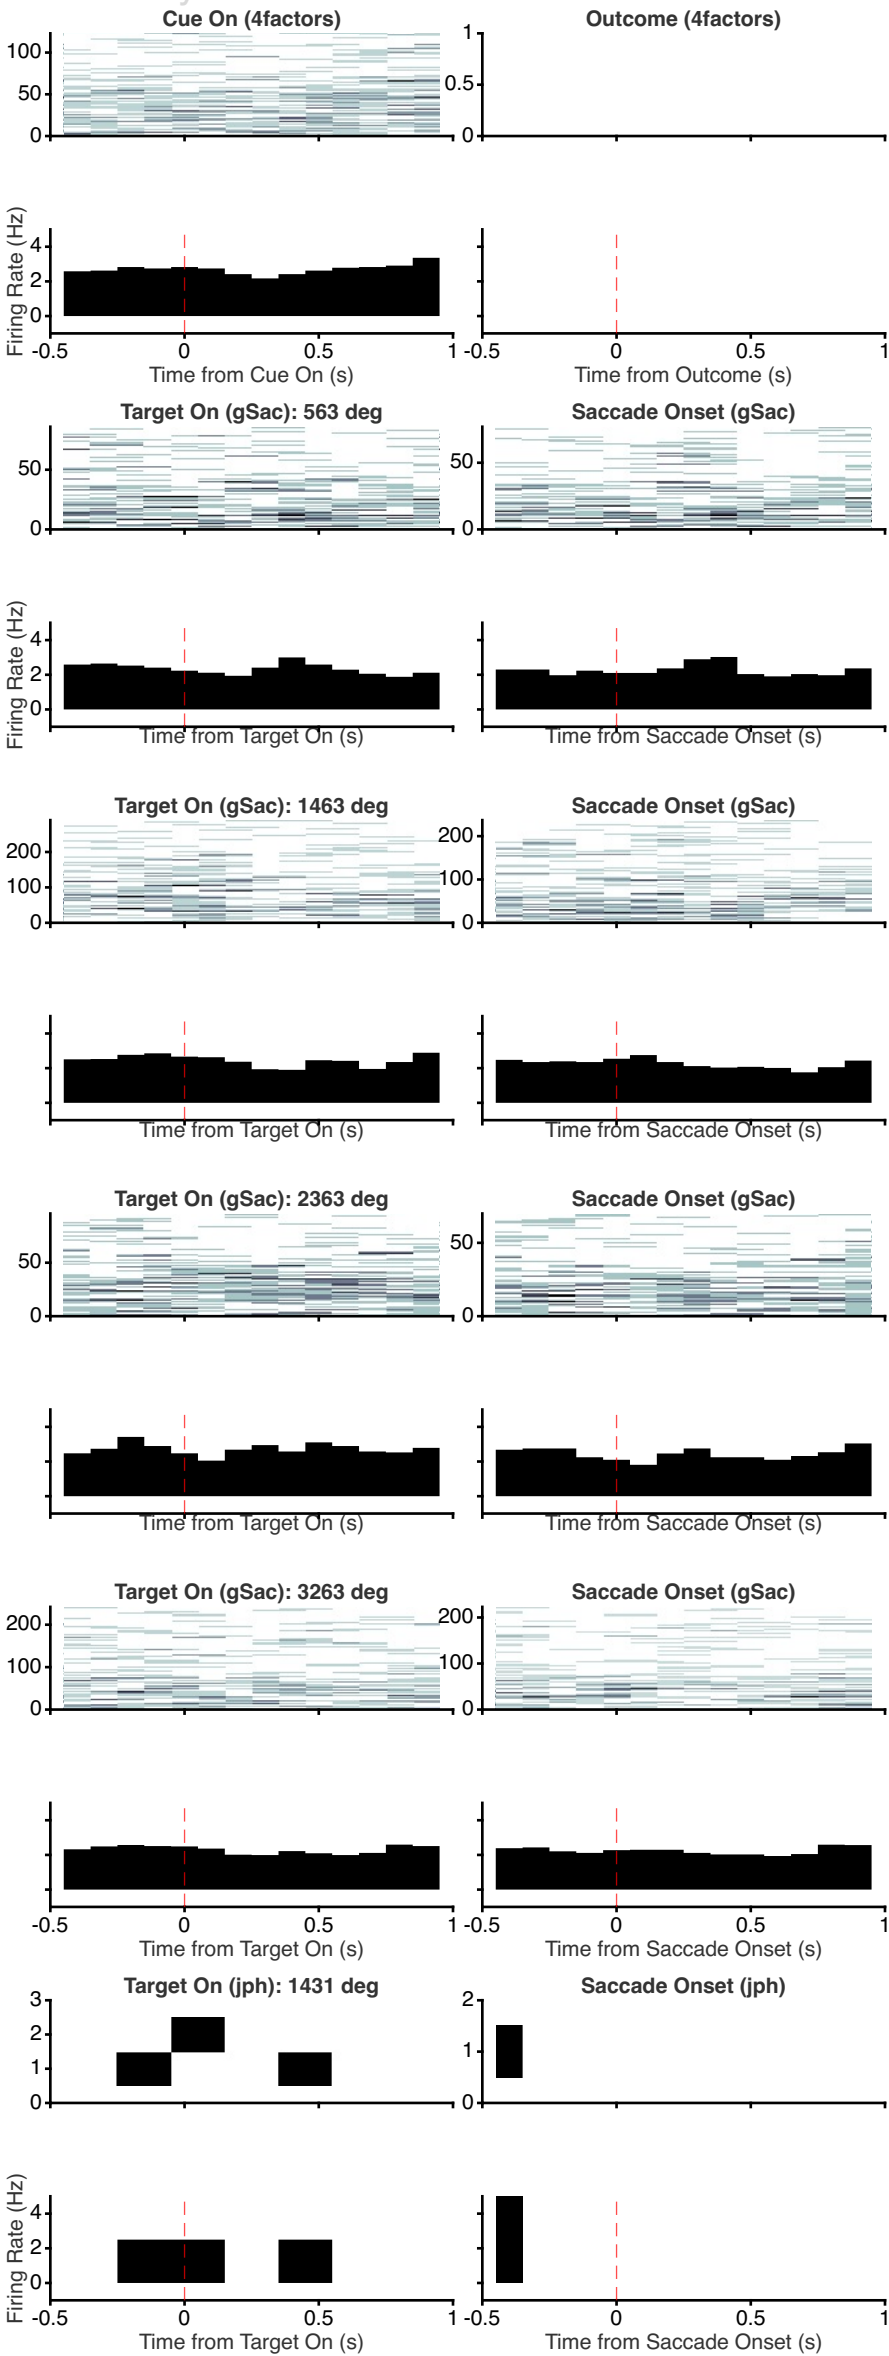 Cue On (4factors)
Outcome (4factors)
100
50
0
1
0.5
0
Firing Rate (Hz)
4
2
0
-0.5 0 0.5 1
Time from Cue On (s)
-0.5 0 0.5 1
Time from Outcome (s)
Target On (gSac): 563 deg
Saccade Onset (gSac)
50
0
50
0
Firing Rate (Hz)
4
2
0
Time from Target On (s)
Time from Saccade Onset (s)
Target On (gSac): 1463 deg
Saccade Onset (gSac)
200
100
0
200
100
0
Time from Target On (s)
Time from Saccade Onset (s)
Target On (gSac): 2363 deg
Saccade Onset (gSac)
50
0
50
0
Time from Target On (s)
Time from Saccade Onset (s)
Target On (gSac): 3263 deg
Saccade Onset (gSac)
200
100
0
200
100
0
-0.5 0 0.5 1
Time from Target On (s)
-0.5 0 0.5 1
Time from Saccade Onset (s)
Target On (jph): 1431 deg
Saccade Onset (jph)
3
2
1
0
2
1
0
Firing Rate (Hz)
4
2
0
-0.5 0 0.5 1
Time from Target On (s)
-0.5 0 0.5 1
Time from Saccade Onset (s)